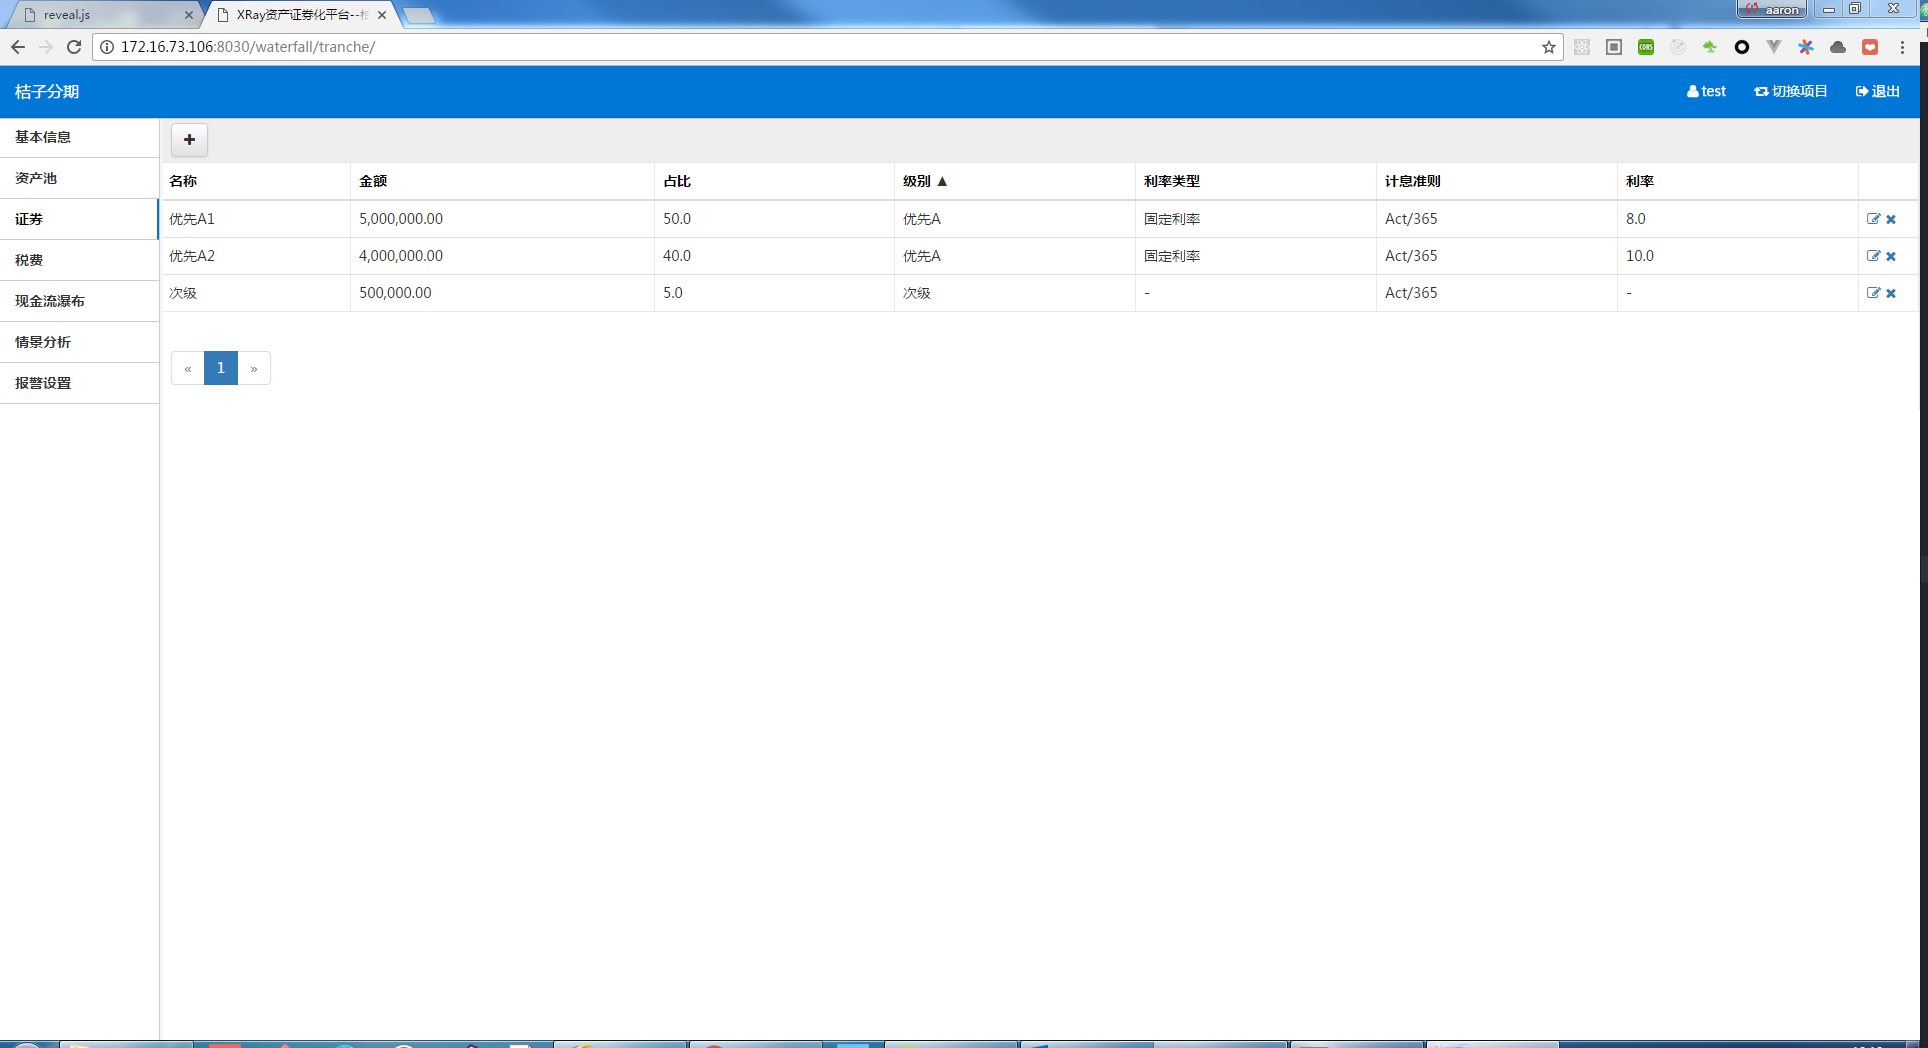 reveal.js
XRay资产证券化平台--桔
aaron
172.16.73.106:8030/waterfall/tranche/
CORS
桔子分期
test 切换项目 退出
基本信息
资产池
证券
税费
现金流瀑布
情景分析
报警设置
+
名称 金额 占比 级别 ▲ 利率类型 计息准则 利率
优先A1 5,000,000.00 50.0 优先A 固定利率 Act/365 8.0
优先A2 4,000,000.00 40.0 优先A 固定利率 Act/365 10.0
次级 500,000.00 5.0 次级 - Act/365 -
« 1 »